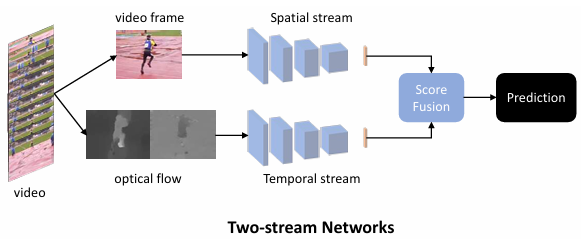 video frame
Spatial stream
Score
Fusion
Prediction
optical flow
Temporal stream
video
Two-stream Networks